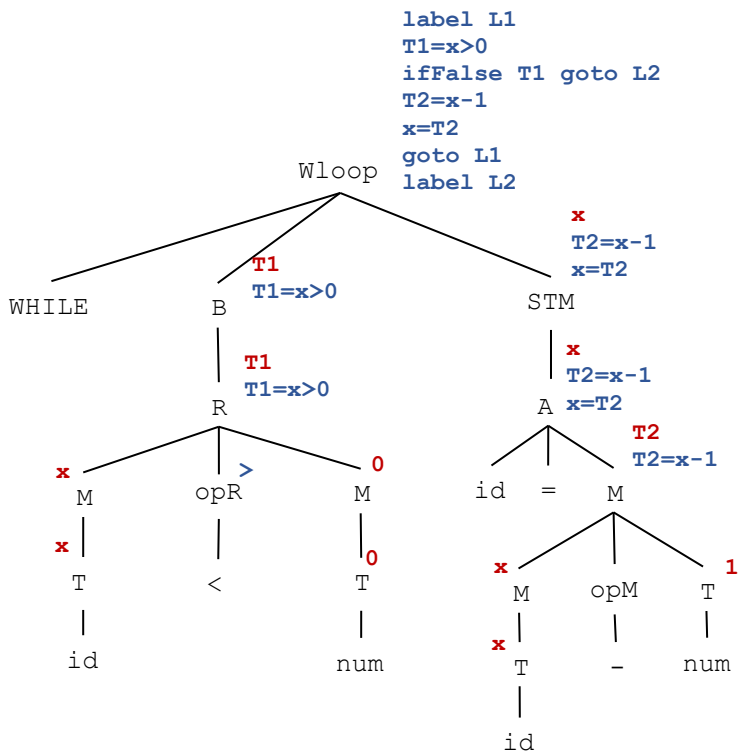 label L1
T1=x>0
ifFalse T1 goto L2
T2=x-1
x=T2
goto L1
label L2
Wloop
x
T2=x-1
x=T2
T1
T1=x>0
WHILE
B
STM
T1
T1=x>0
x
T2=x-1
x=T2
R
A
T2
T2=x-1
x
>
0
M
opR
M
id
=
M
x
0
x
1
T
<
T
M
opM
T
x
id
num
T
-
num
id